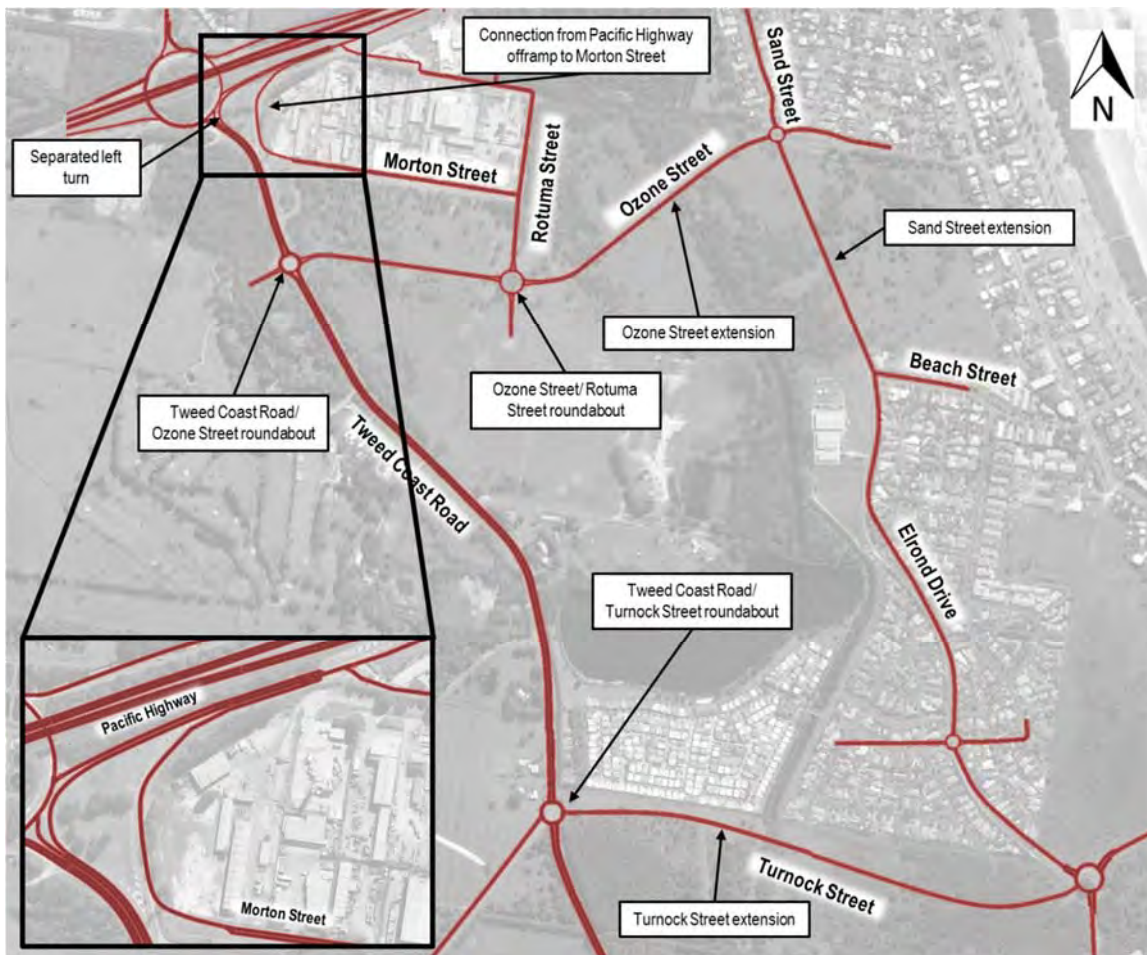 Connection from Pacific Highway
offramp to Morton Street
Sand Street
N
Separated left
turn
Morton Street
Rotuma Street
Ozone Street
Sand Street extension
Ozone Street extension
Beach Street
Tweed Coast Road/
Ozone Street roundabout
Ozone Street/ Rotuma
Street roundabout
Tweed Coast Road
Elrond Drive
Tweed Coast Road/
Turnock Street roundabout
Pacific Highway
Morton Street
Turnock Street
Turnock Street extension